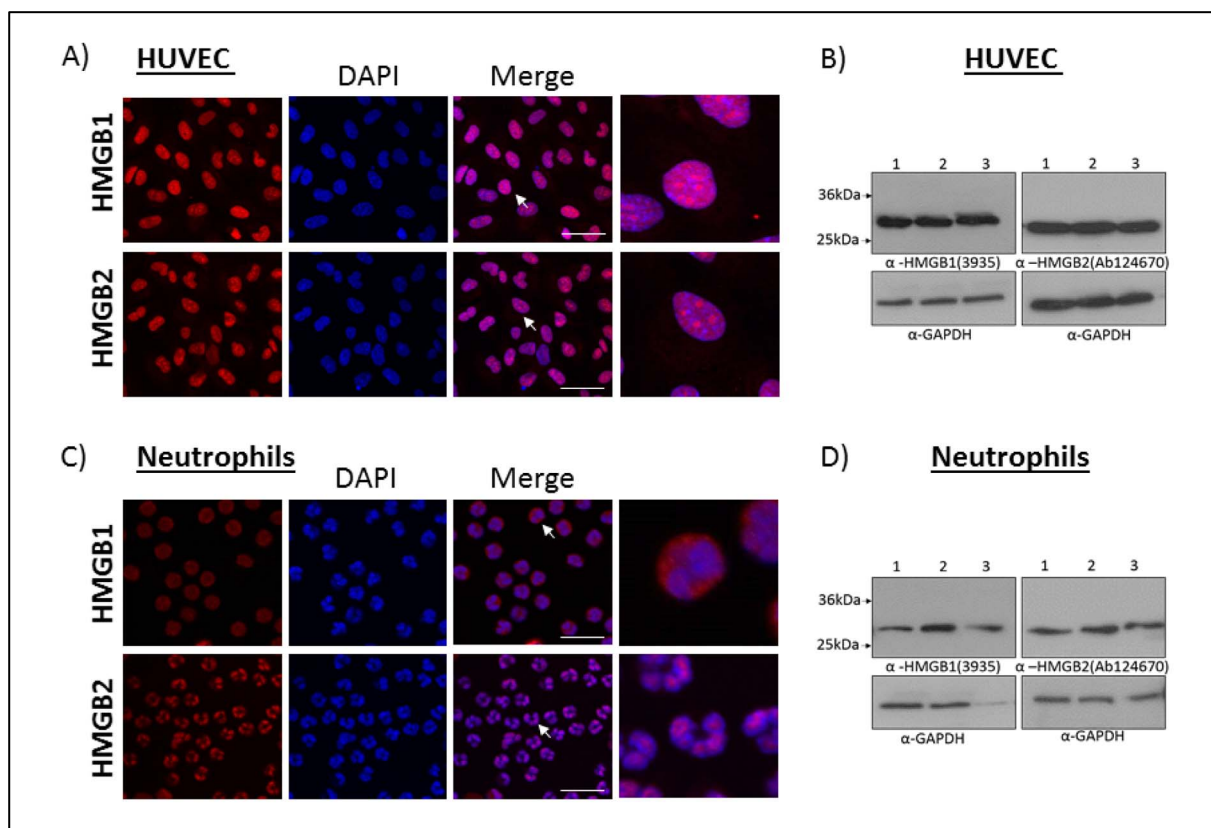 A) HUVEC
DAPI Merge
HMGB1
HMGB2
B) HUVEC
1 2 3 1 2 3
36kDa
25kDa
α -HMGB1(3935) α –HMGB2(Ab124670)
α-GAPDH α-GAPDH
C) Neutrophils
DAPI Merge
HMGB1
HMGB2
D) Neutrophils
1 2 3 1 2 3
36kDa
25kDa
α -HMGB1(3935) α –HMGB2(Ab124670)
α-GAPDH α-GAPDH